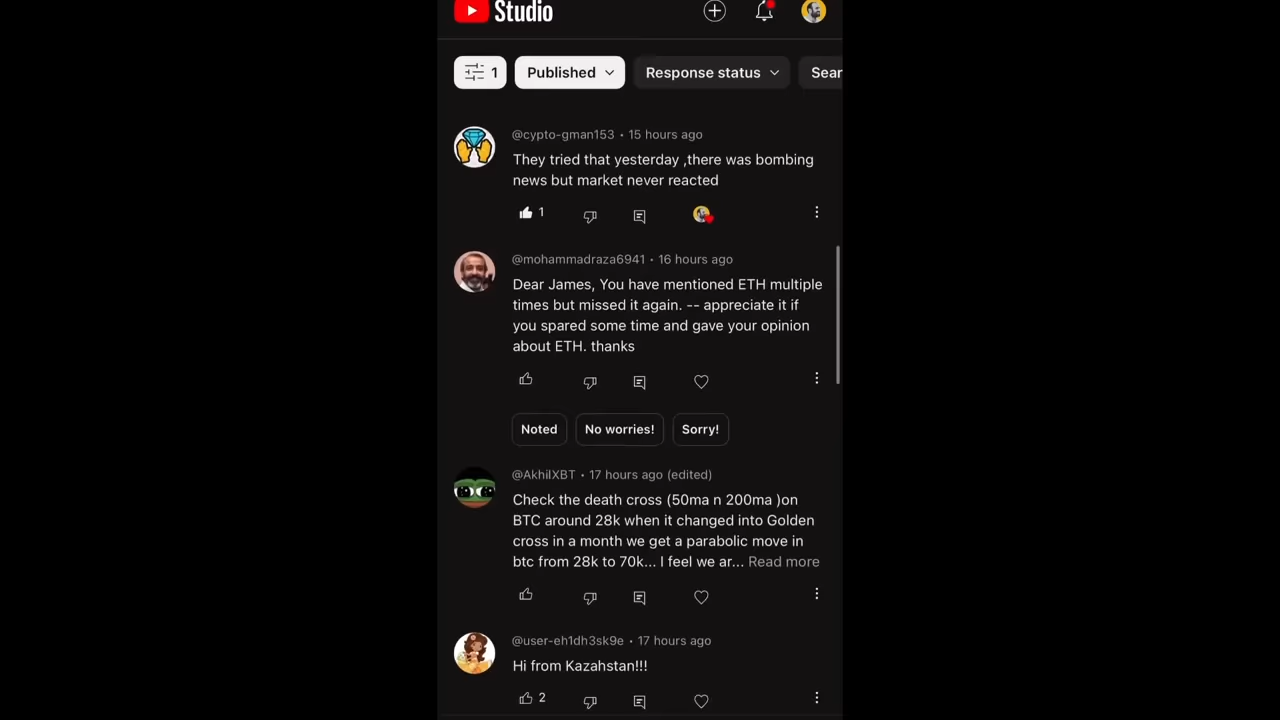 Studio
1
Published
Response status
Sear
@cypto-gman153 • 15 hours ago
They tried that yesterday ,there was bombing
news but market never reacted
1
@mohammadraza6941 • 16 hours ago
Dear James, You have mentioned ETH multiple
times but missed it again. -- appreciate it if
you spared some time and gave your opinion
about ETH. thanks
Noted
No worries!
Sorry!
@AkhilXBT • 17 hours ago (edited)
Check the death cross (50ma n 200ma )on
BTC around 28k when it changed into Golden
cross in a month we get a parabolic move in
btc from 28k to 70k... I feel we ar... Read more
@user-eh1dh3sk9e • 17 hours ago
Hi from Kazahstan!!!
2